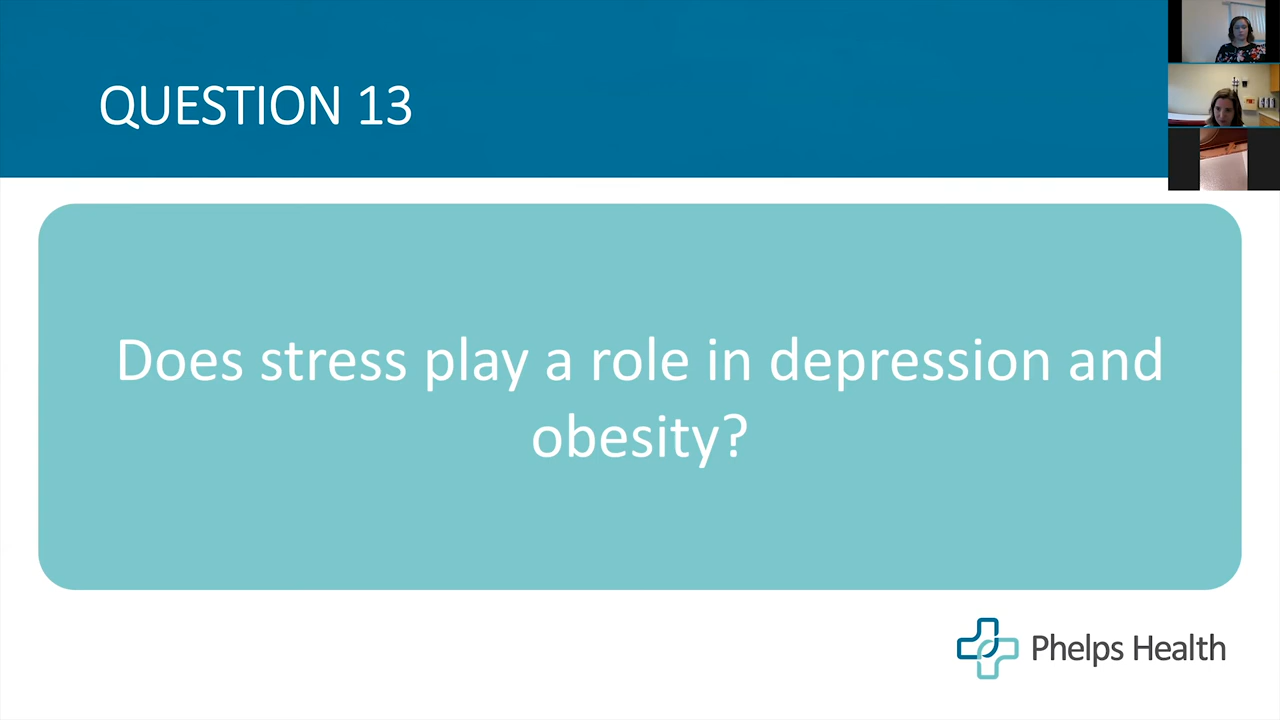 QUESTION 13
Does stress play a role in depression and
obesity?
Phelps Health